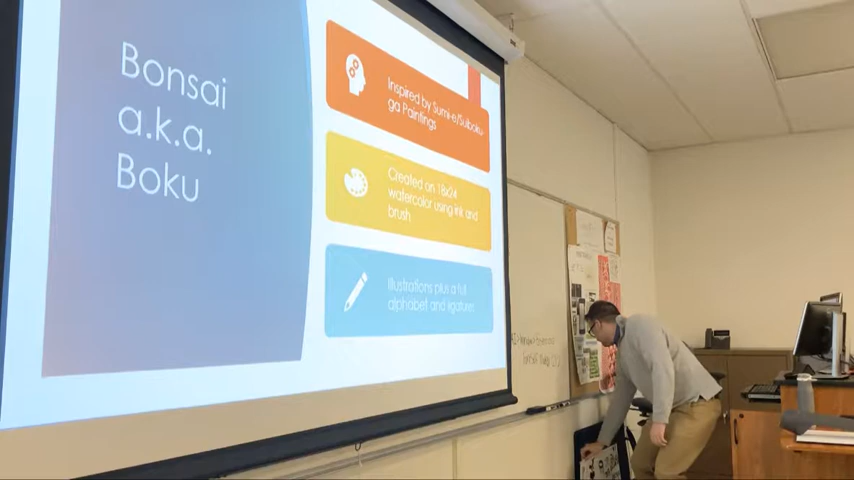 Bonsai
a.k.a.
Boku
Inspired by Sumi-e/Suiboku
ga Paintings
Created on 18x24
watercolor using ink and
brush
Illustrations plus a full
alphabet and ligatures